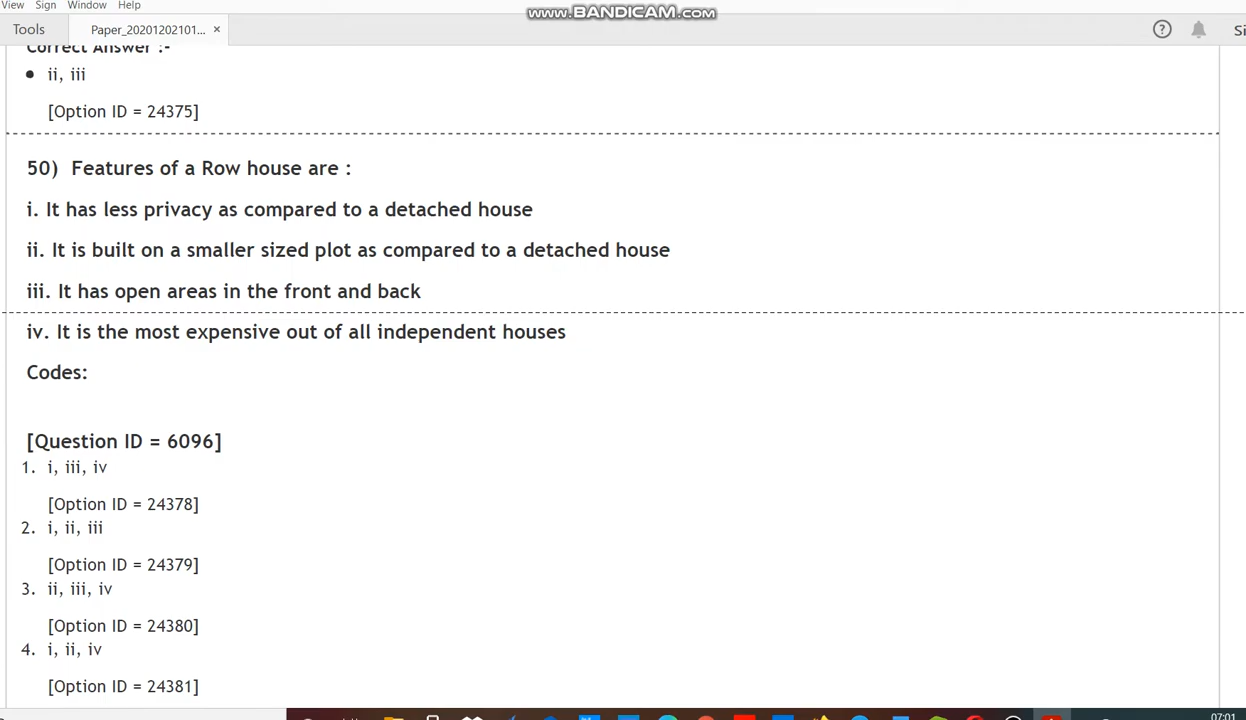 View Sign Window Help
www.BANDICAM.com
Tools Paper_20201202101... × ?
Correct Answer :-
• ii, iii
[Option ID = 24375]
50) Features of a Row house are :
i. It has less privacy as compared to a detached house
ii. It is built on a smaller sized plot as compared to a detached house
iii. It has open areas in the front and back
iv. It is the most expensive out of all independent houses
Codes:
[Question ID = 6096]
1. i, iii, iv
[Option ID = 24378]
2. i, ii, iii
[Option ID = 24379]
3. ii, iii, iv
[Option ID = 24380]
4. i, ii, iv
[Option ID = 24381]
07:01